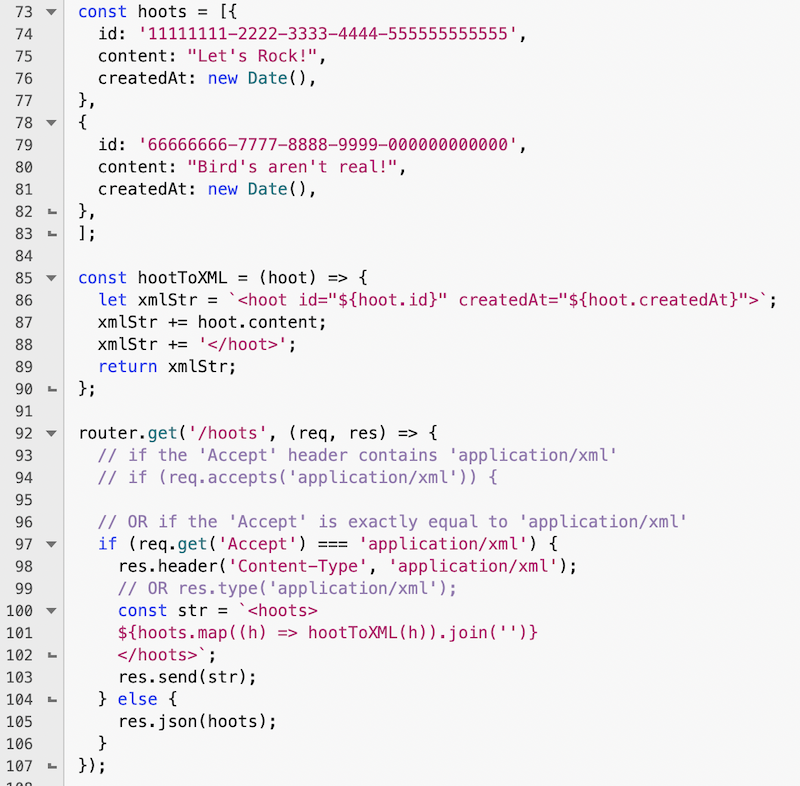 73 const hoots = [{
74 id: '11111111-2222-3333-4444-555555555555',
75 content: "Let's Rock!",
76 createdAt: new Date(),
77 },
78 {
79 id: '66666666-7777-8888-9999-000000000000',
80 content: "Bird's aren't real!",
81 createdAt: new Date(),
82 },
83 ];
84
85 const hootToXML = (hoot) => {
86 let xmlStr = `<hoot id="${hoot.id}" createdAt="${hoot.createdAt}">`;
87 xmlStr += hoot.content;
88 xmlStr += '</hoot>';
89 return xmlStr;
90 };
91
92 router.get('/hoots', (req, res) => {
93 // if the 'Accept' header contains 'application/xml'
94 // if (req.accepts('application/xml')) {
95
96 // OR if the 'Accept' is exactly equal to 'application/xml'
97 if (req.get('Accept') === 'application/xml') {
98 res.header('Content-Type', 'application/xml');
99 // OR res.type('application/xml');
100 const str = `<hoots>
101 ${hoots.map((h) => hootToXML(h)).join('')}
102 </hoots>`;
103 res.send(str);
104 } else {
105 res.json(hoots);
106 }
107 });